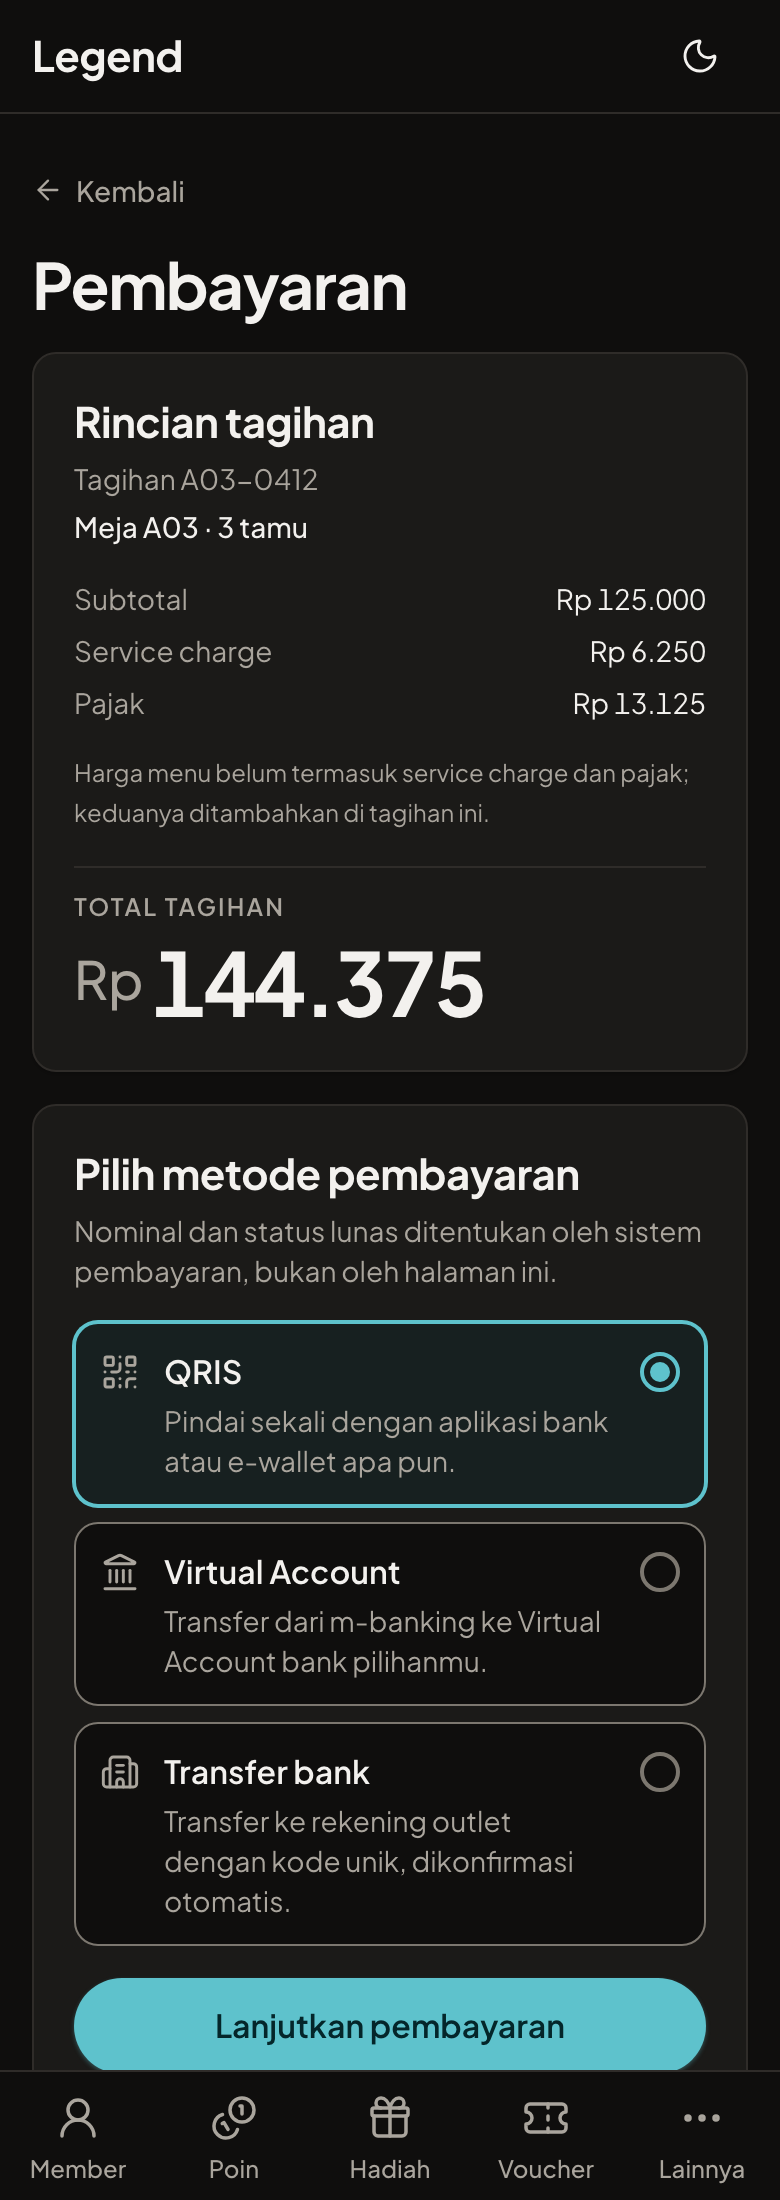 Legend
Kembali
Pembayaran
Rincian tagihan
Tagihan A03-0412
Meja A03 · 3 tamu
Subtotal Rp 125.000
Service charge Rp 6.250
Pajak Rp 13.125
Harga menu belum termasuk service charge dan pajak;
keduanya ditambahkan di tagihan ini.
TOTAL TAGIHAN
Rp 144.375
Pilih metode pembayaran
Nominal dan status lunas ditentukan oleh sistem
pembayaran, bukan oleh halaman ini.
QRIS
Pindai sekali dengan aplikasi bank
atau e-wallet apa pun.
Virtual Account
Transfer dari m-banking ke Virtual
Account bank pilihanmu.
Transfer bank
Transfer ke rekening outlet
dengan kode unik, dikonfirmasi
otomatis.
Lanjutkan pembayaran
Member Poin Hadiah Voucher Lainnya